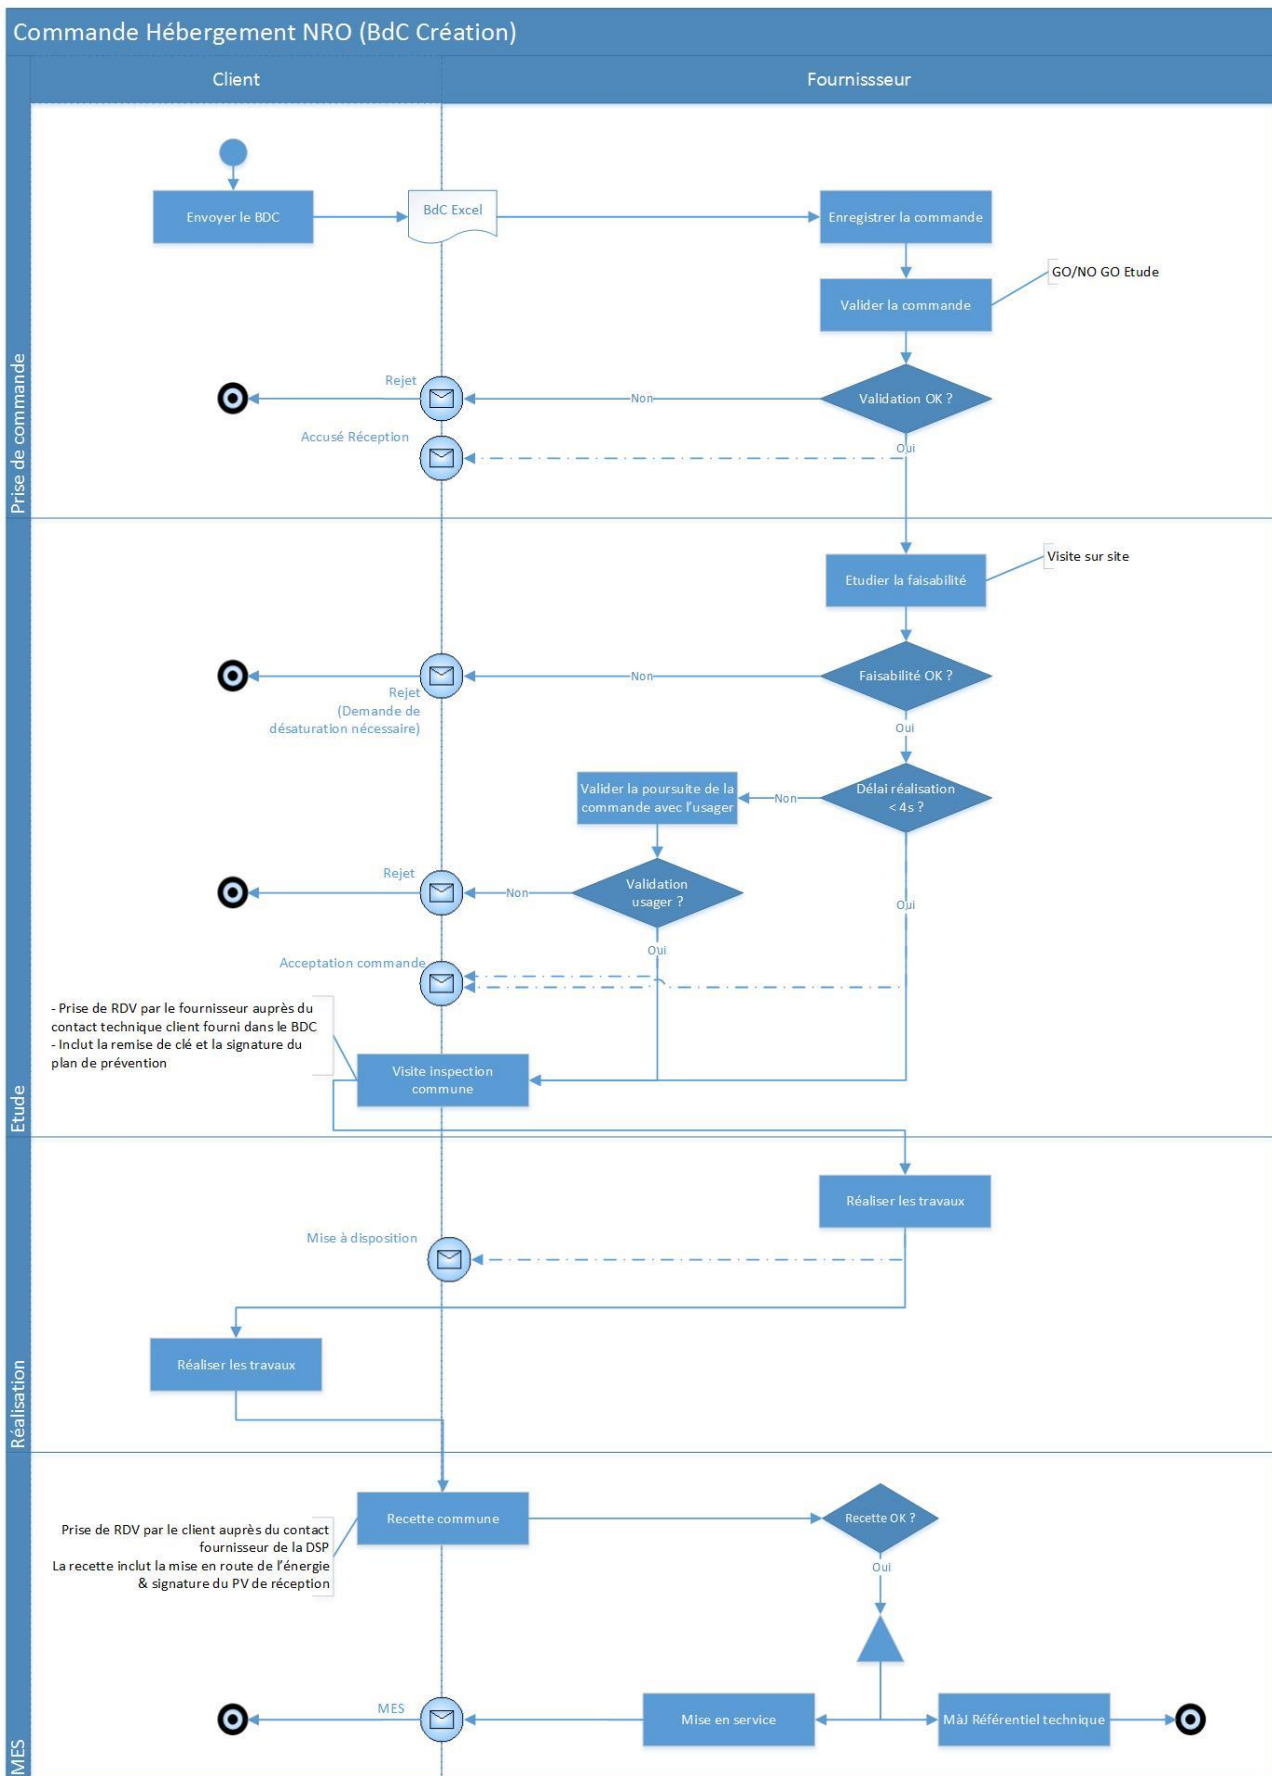 Commande Hébergement NRO (BdC Création)
Client
Fournissseur
Prise de commande
Envoyer le BDC
BdC Excel
Enregistrer la commande
GO/NO GO Etude
Valider la commande
Rejet
Non
Validation OK ?
Accusé Réception
Oui
Etude
Visite sur site
Etudier la faisabilité
Non
Faisabilité OK ?
Rejet
(Demande de
désaturation nécessaire)
Oui
Valider la poursuite de la
commande avec l'usager
Non
Délai réalisation
< 4s ?
Rejet
Non
Validation
usager ?
Oui
Oui
Acceptation commande
- Prise de RDV par le fournisseur auprès du
contact technique client fourni dans le BDC
- Inclut la remise de clé et la signature du
plan de prévention
Visite inspection
commune
Réalisation
Réaliser les travaux
Mise à disposition
Réaliser les travaux
MES
Recette commune
Recette OK ?
Prise de RDV par le client auprès du contact
fournisseur de la DSP
La recette inclut la mise en route de l'énergie
& signature du PV de réception
Oui
MES
Mise en service
MàJ Référentiel technique